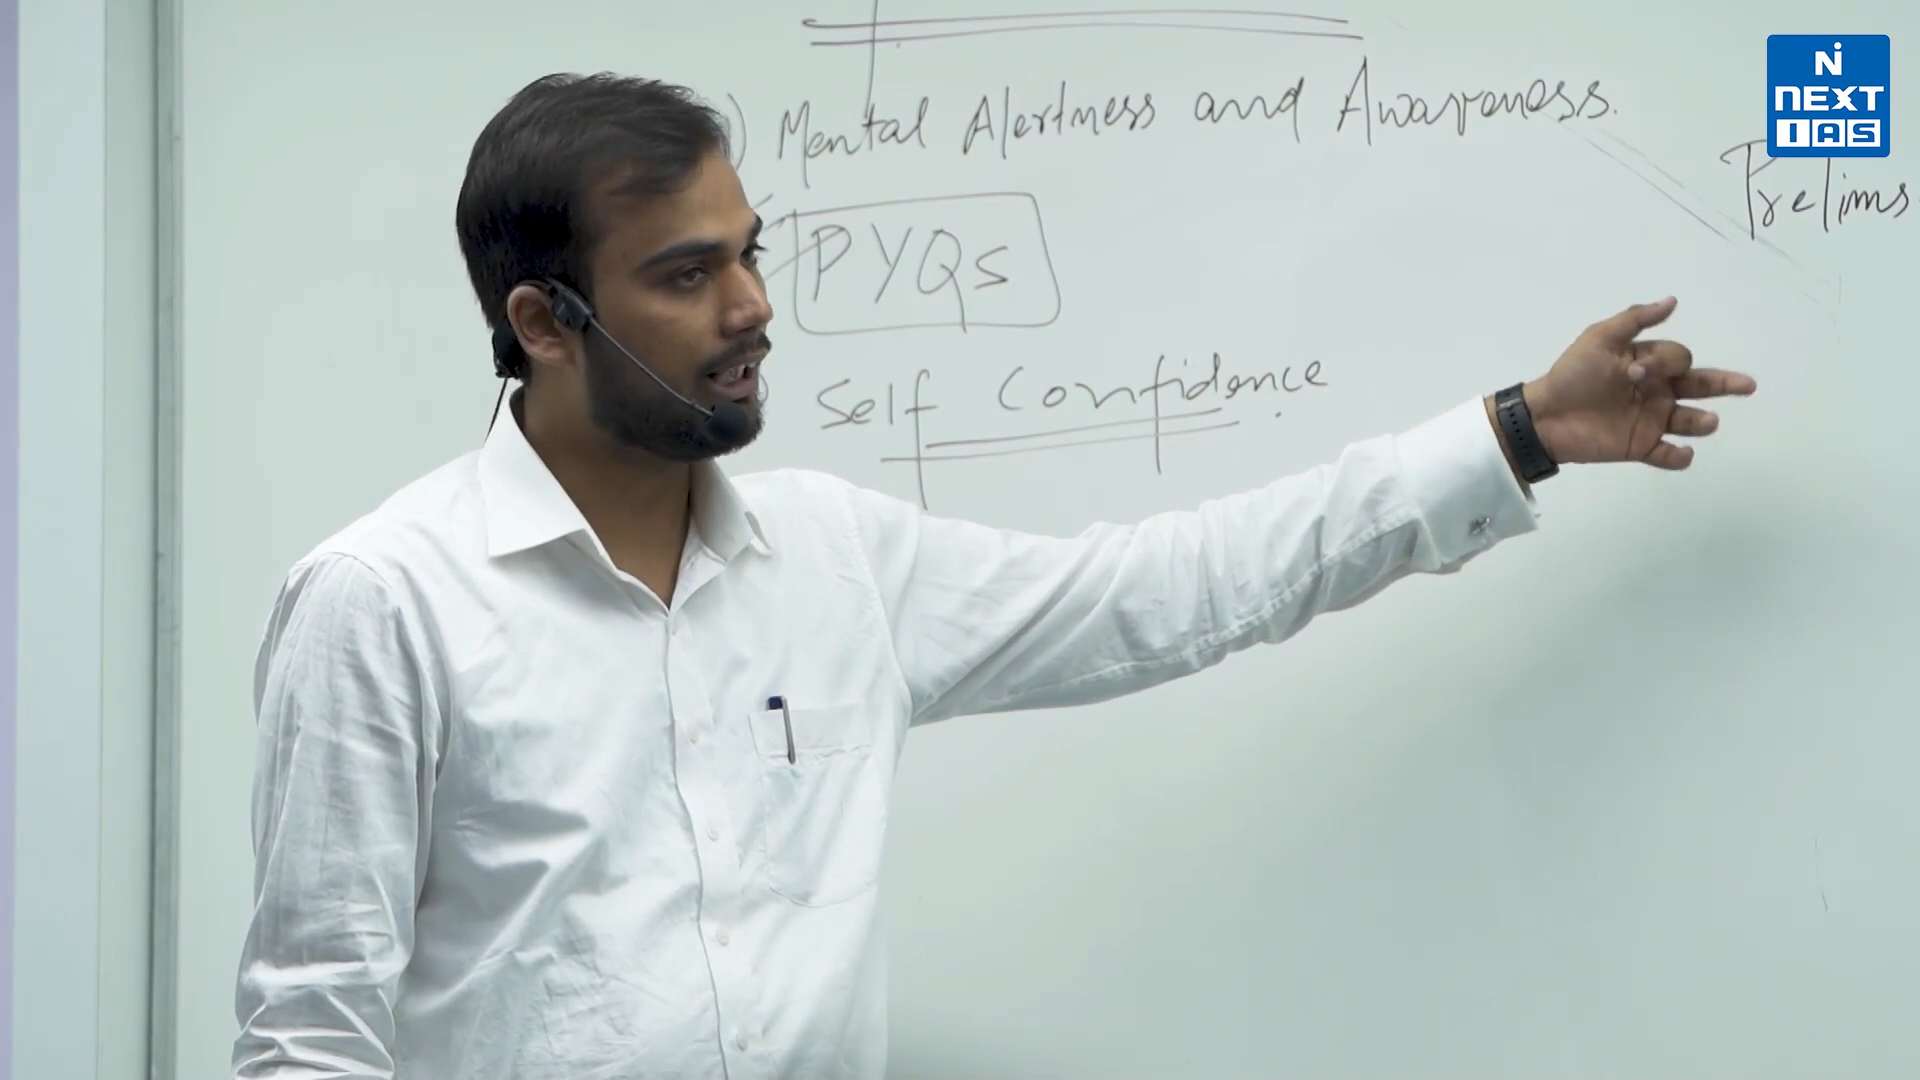 ) Mental Alertness and Awareness.
PYQs
Self Confidence.
Prelims
N
NEXT
IAS